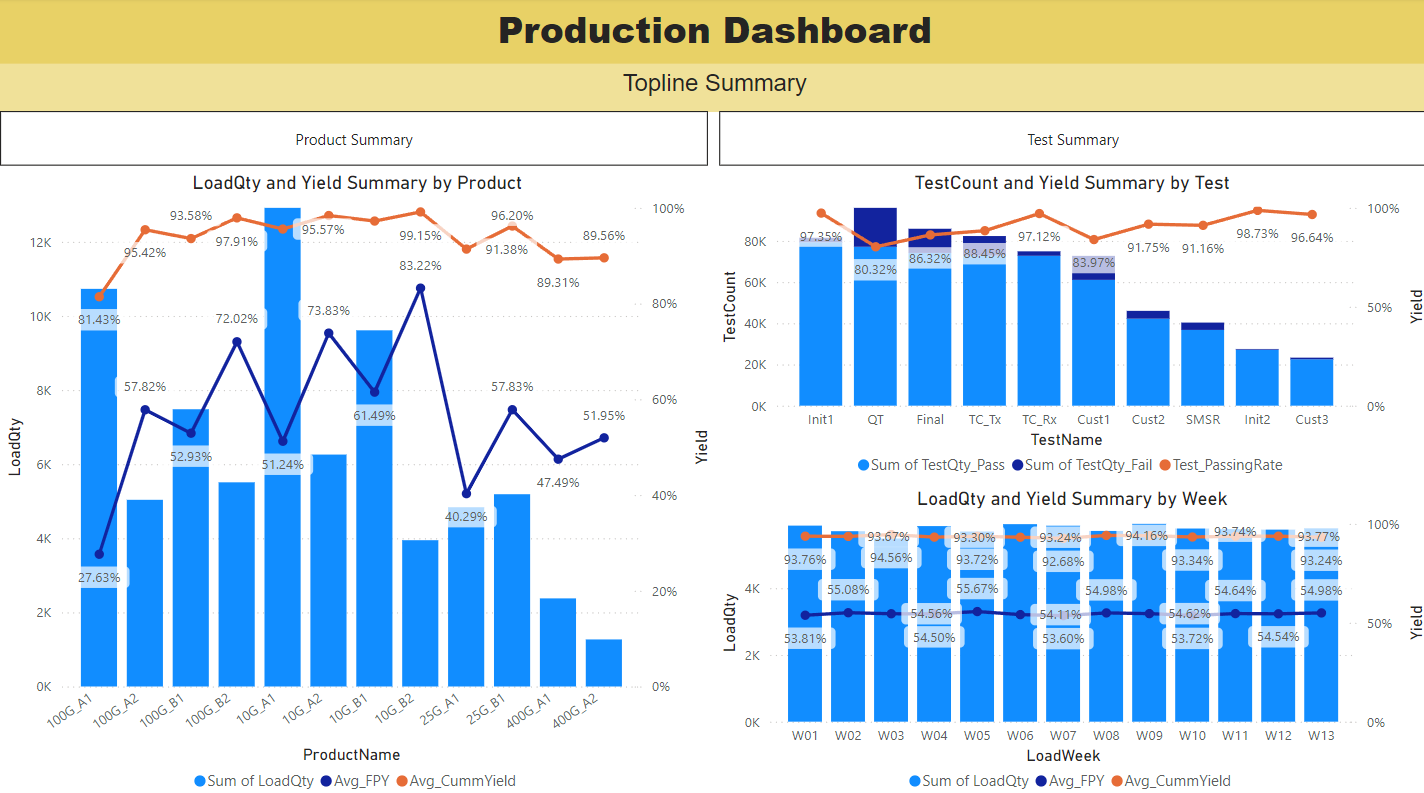 Production Dashboard
Topline Summary
Product Summary
LoadQty and Yield Summary by Product
LoadQty
12K
10K
8K
6K
4K
2K
0K
100%
80%
60%
40%
20%
0%
Yield
81.43%
95.42%
93.58%
97.91%
95.57%
99.15%
91.38%
96.20%
89.31%
89.56%
27.63%
57.82%
52.93%
72.02%
51.24%
73.83%
61.49%
83.22%
40.29%
57.83%
47.49%
51.95%
100G_A1
100G_A2
100G_B1
100G_B2
10G_A1
10G_A2
10G_B1
10G_B2
25G_A1
25G_B1
400G_A1
400G_A2
ProductName
Sum of LoadQty Avg_FPY Avg_CummYield
Test Summary
TestCount and Yield Summary by Test
TestCount
80K
60K
40K
20K
0K
100%
50%
0%
Yield
97.35%
80.32%
86.32%
88.45%
97.12%
83.97%
91.75%
91.16%
98.73%
96.64%
Init1 QT Final TC_Tx TC_Rx Cust1 Cust2 SMSR Init2 Cust3
TestName
Sum of TestQty_Pass Sum of TestQty_Fail Test_PassingRate
LoadQty and Yield Summary by Week
LoadQty
4K
2K
0K
100%
50%
0%
Yield
93.67% 93.30% 93.24% 94.16% 93.74% 93.77%
93.76% 94.56% 93.72% 92.68% 93.34% 93.24%
55.08% 55.67% 54.98% 54.64% 54.98%
54.56% 54.11% 54.62%
53.81% 54.50% 53.60% 53.72% 54.54%
W01 W02 W03 W04 W05 W06 W07 W08 W09 W10 W11 W12 W13
LoadWeek
Sum of LoadQty Avg_FPY Avg_CummYield